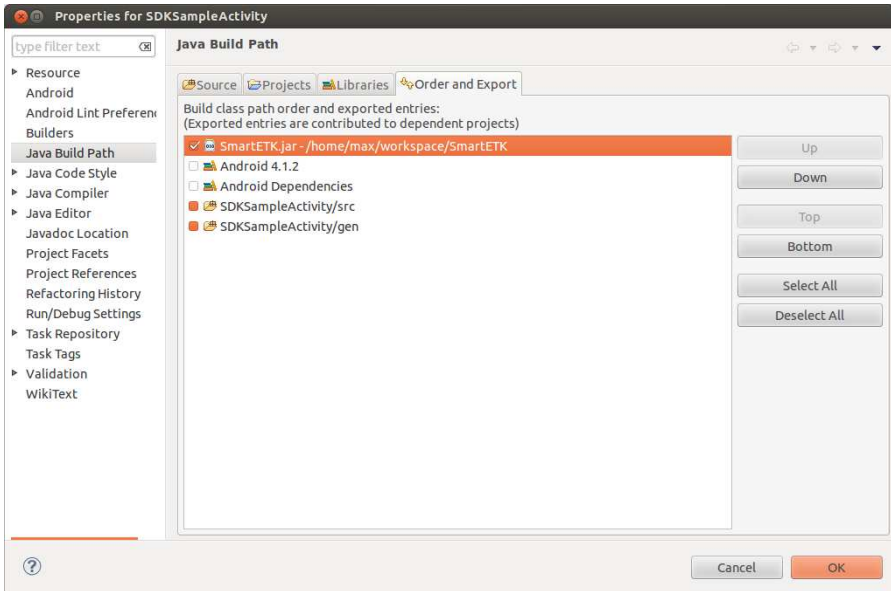 Properties for SDKSampleActivity
type filter text
Java Build Path
Resource
Android
Android Lint Preferen
Builders
Java Build Path
Java Code Style
Java Compiler
Java Editor
Javadoc Location
Project Facets
Project References
Refactoring History
Run/Debug Settings
Task Repository
Task Tags
Validation
WikiText
Source
Projects
Libraries
Order and Export
Build class path order and exported entries:
(Exported entries are contributed to dependent projects)
SmartETK.jar - /home/max/workspace/SmartETK
Android 4.1.2
Android Dependencies
SDKSampleActivity/src
SDKSampleActivity/gen
Up
Down
Top
Bottom
Select All
Deselect All
?
Cancel
OK